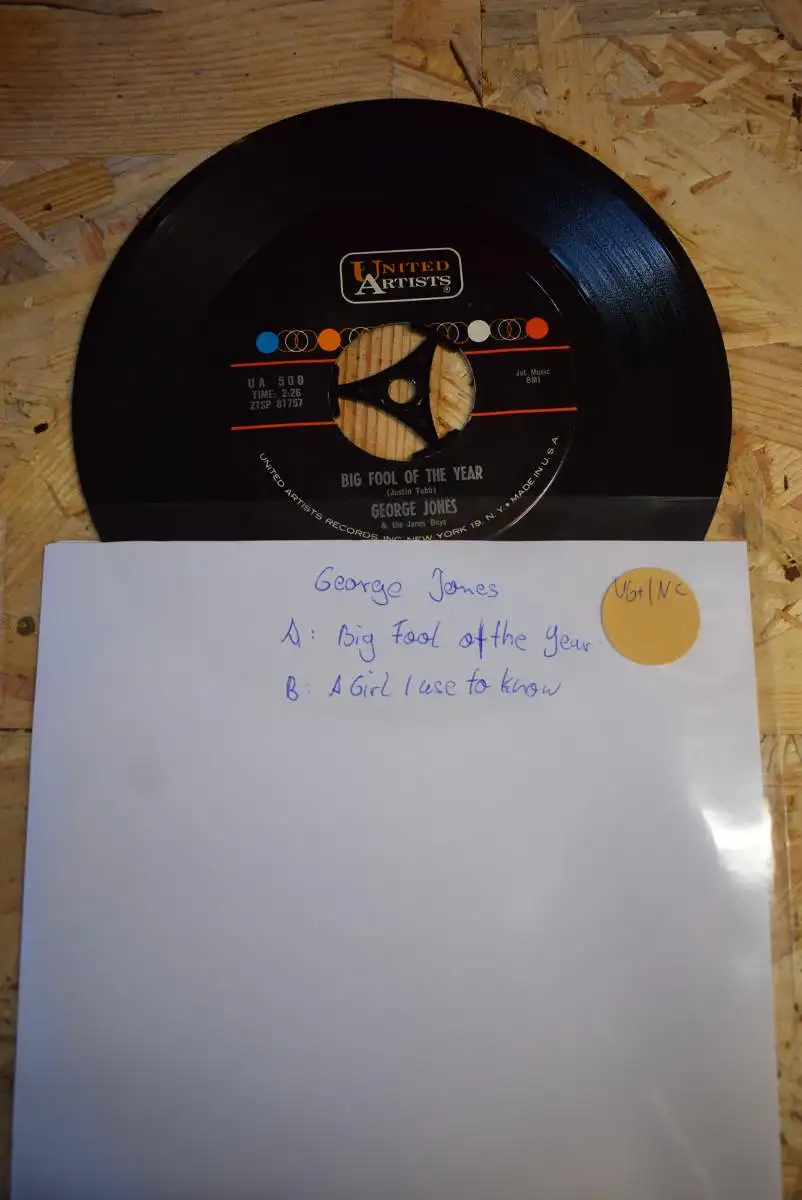 UNITED
ARTISTS®
UA 500
TIME: 2:26
ZTSP 81757
Jat Music
BMI
BIG FOOL OF THE YEAR
(Justin Tubb)
GEORGE JONES
& the Jones Boys
UNITED ARTISTS RECORDS, INC. NEW YORK 19, N.Y. • MADE IN U.S.A.
George Jones
VG+/NC
A: Big Fool of the Year
B: A Girl I use to know